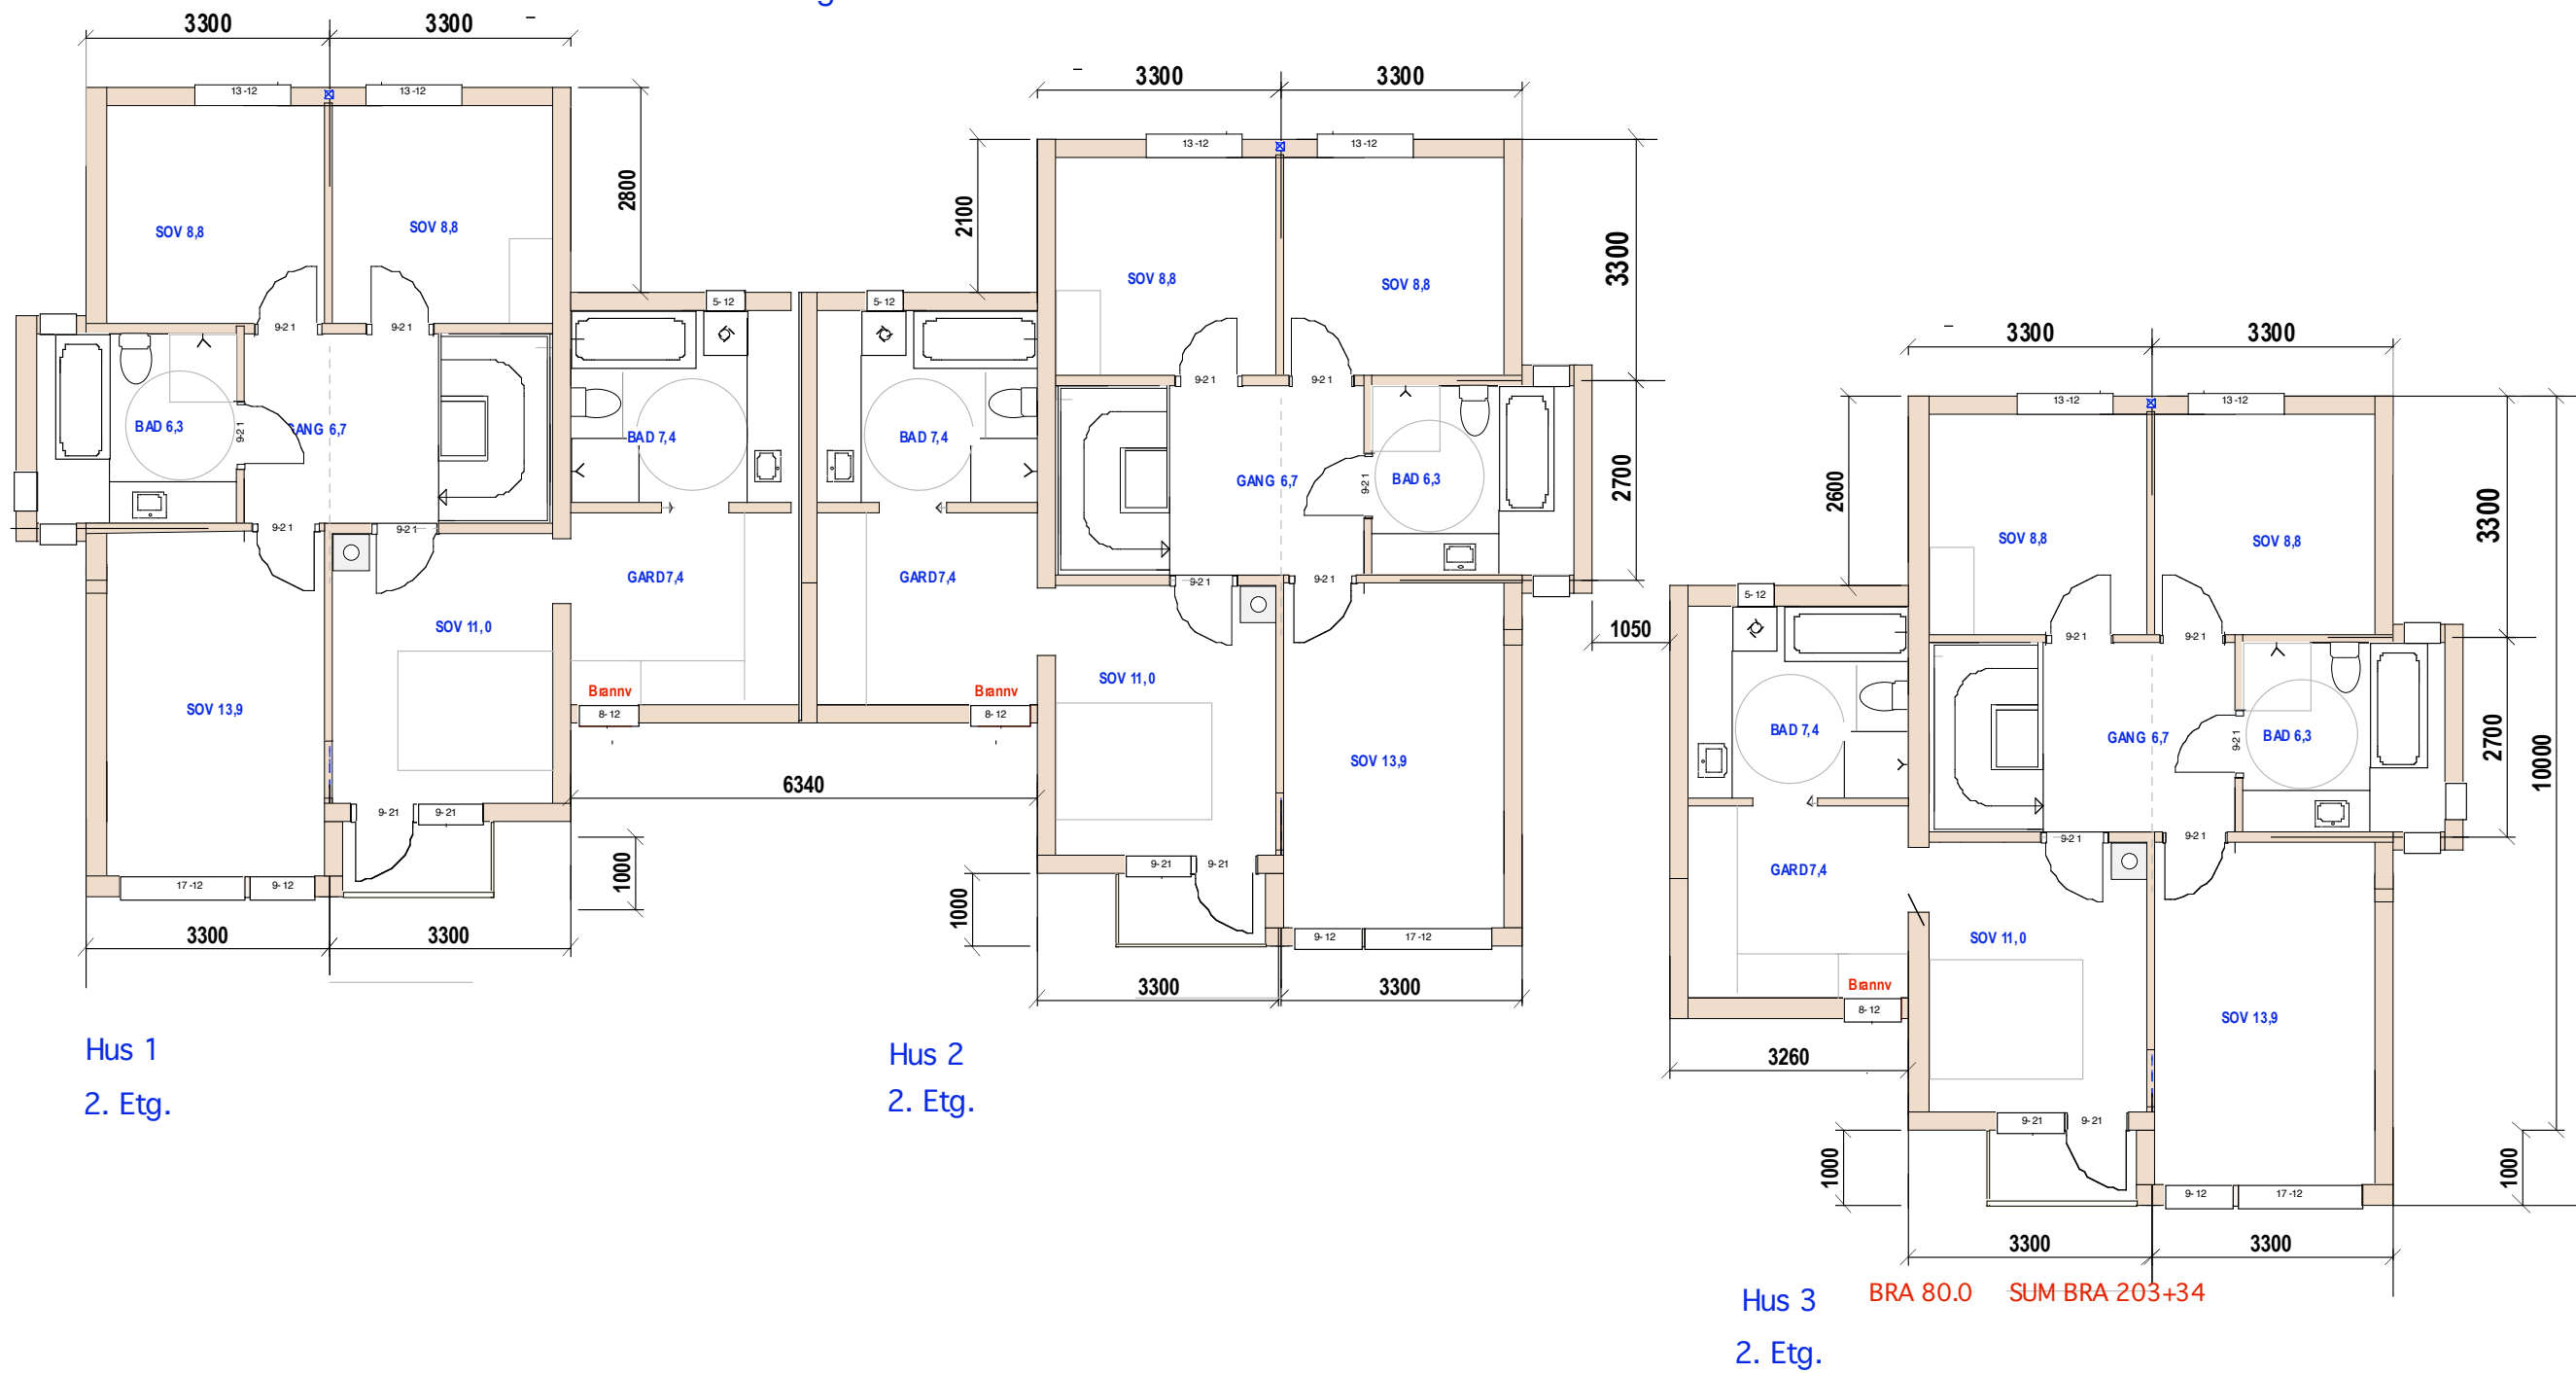 3300 3300
13-12 13-12
SOV 8,8
SOV 8,8
2800
9-21 9-21
BAD 6,3
9-21
GANG 6,7
9-21 9-21
SOV 11,0
SOV 13,9
9-21 9-21
17-12 9-12
1000
3300 3300
5-12
BAD 7,4
GARD7,4
Brannv
8-12
5-12
BAD 7,4
GARD7,4
Brannv
8-12
6340
Hus 1
2. Etg.
3300 3300
2100
13-12 13-12
SOV 8,8
SOV 8,8
3300
9-21 9-21
GANG 6,7
9-21
BAD 6,3
2700
9-21 9-21
1050
SOV 11,0
SOV 13,9
9-21 9-21
1000
9-12 17-12
3300 3300
Hus 2
2. Etg.
3300 3300
2600
13-12 13-12
SOV 8,8
SOV 8,8
3300
5-12
9-21 9-21
BAD 7,4
GANG 6,7
9-21
BAD 6,3
2700
10000
9-21 9-21
GARD7,4
SOV 11,0
Brannv
8-12
SOV 13,9
3260
9-21 9-21
1000
1000
9-12 17-12
3300 3300
Hus 3
BRA 80.0 SUM BRA 203+34
2. Etg.